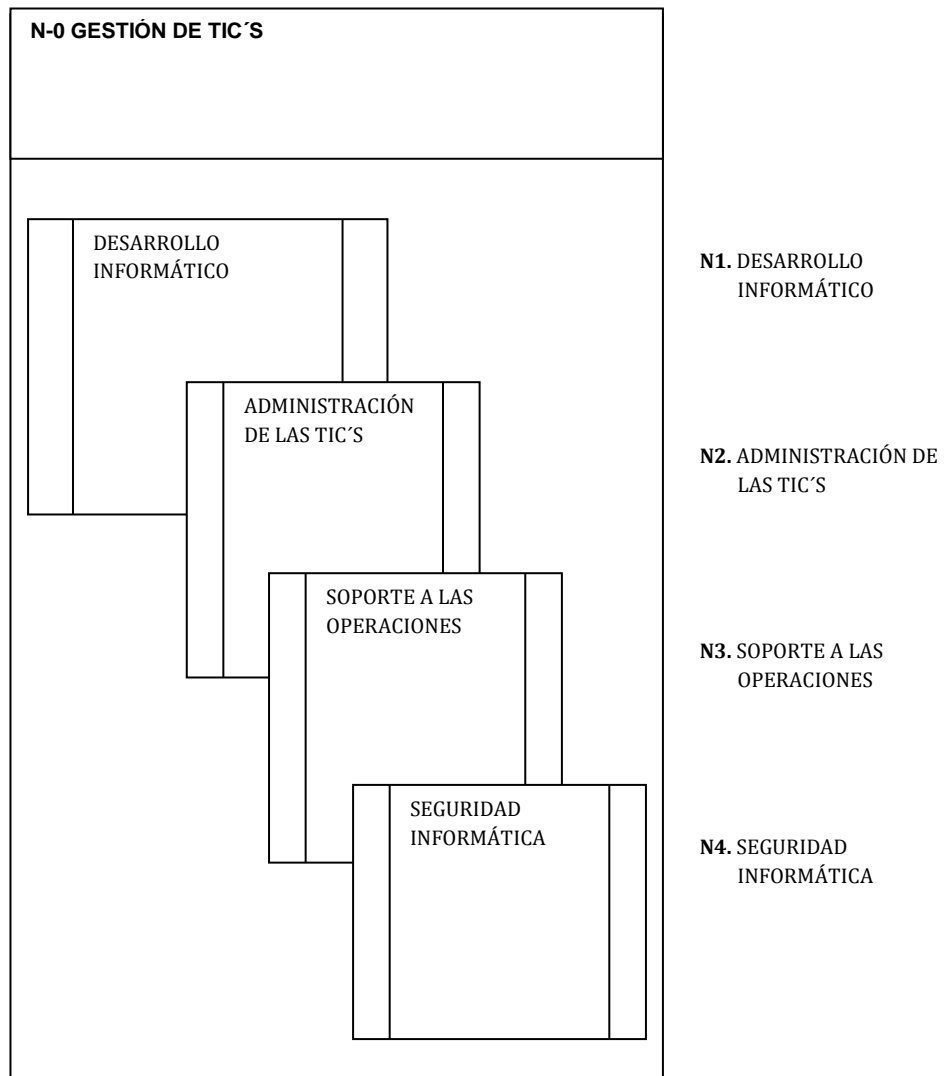 N-0 GESTIÓN DE TIC´S
DESARROLLO
INFORMÁTICO
N1. DESARROLLO
INFORMÁTICO
ADMINISTRACIÓN
DE LAS TIC´S
N2. ADMINISTRACIÓN DE
LAS TIC´S
SOPORTE A LAS
OPERACIONES
N3. SOPORTE A LAS
OPERACIONES
SEGURIDAD
INFORMÁTICA
N4. SEGURIDAD
INFORMÁTICA